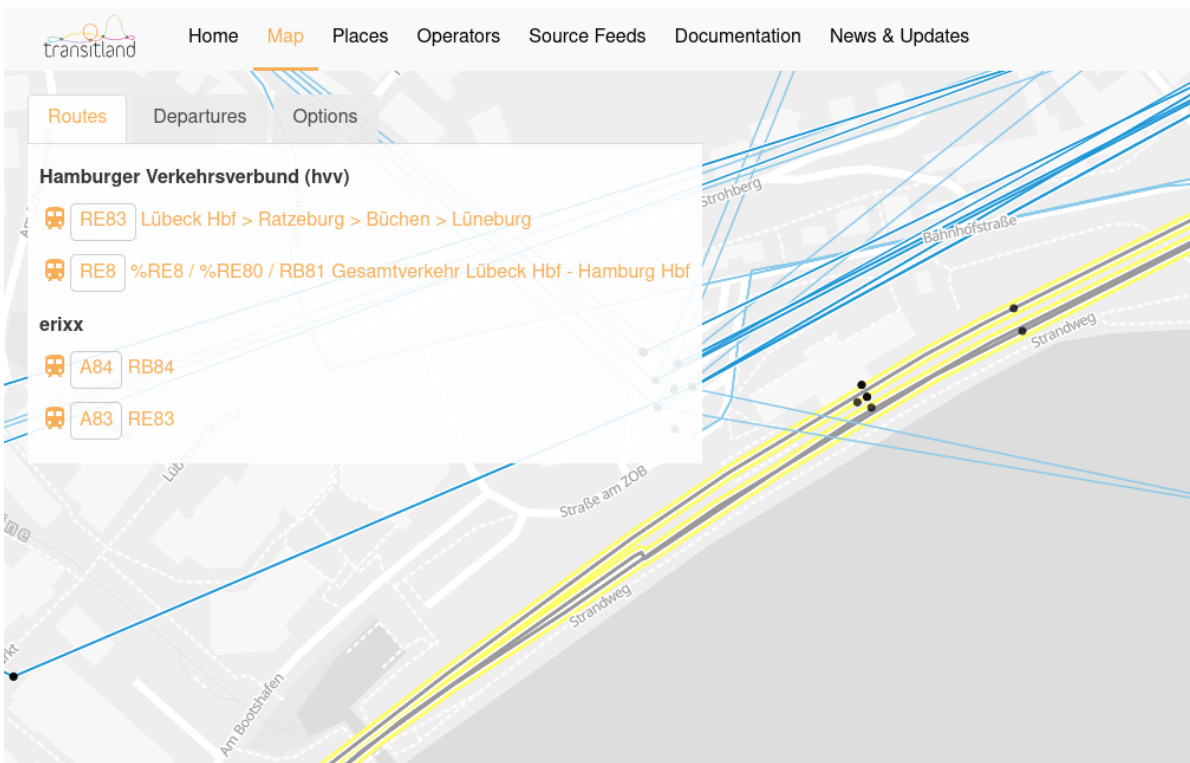 transitland
Home Map Places Operators Source Feeds Documentation News & Updates
Routes Departures Options
Hamburger Verkehrsverbund (hvv)
RE83 Lübeck Hbf > Ratzeburg > Büchen > Lüneburg
RE8 %RE8 / %RE80 / RB81 Gesamtverkehr Lübeck Hbf - Hamburg Hbf
erixx
A84 RB84
A83 RE83
Strohberg
Bahnhofstraße
Strandweg
Straße am ZOB
Strandweg
Am Bootshafen